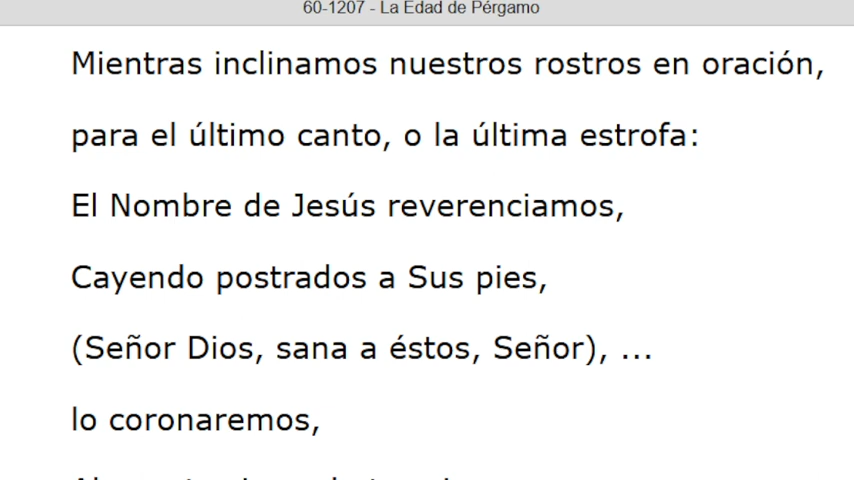 60-1207 - La Edad de Pérgamo
Mientras inclinamos nuestros rostros en oración,
para el último canto, o la última estrofa:
El Nombre de Jesús reverenciamos,
Cayendo postrados a Sus pies,
(Señor Dios, sana a éstos, Señor), ...
lo coronaremos,